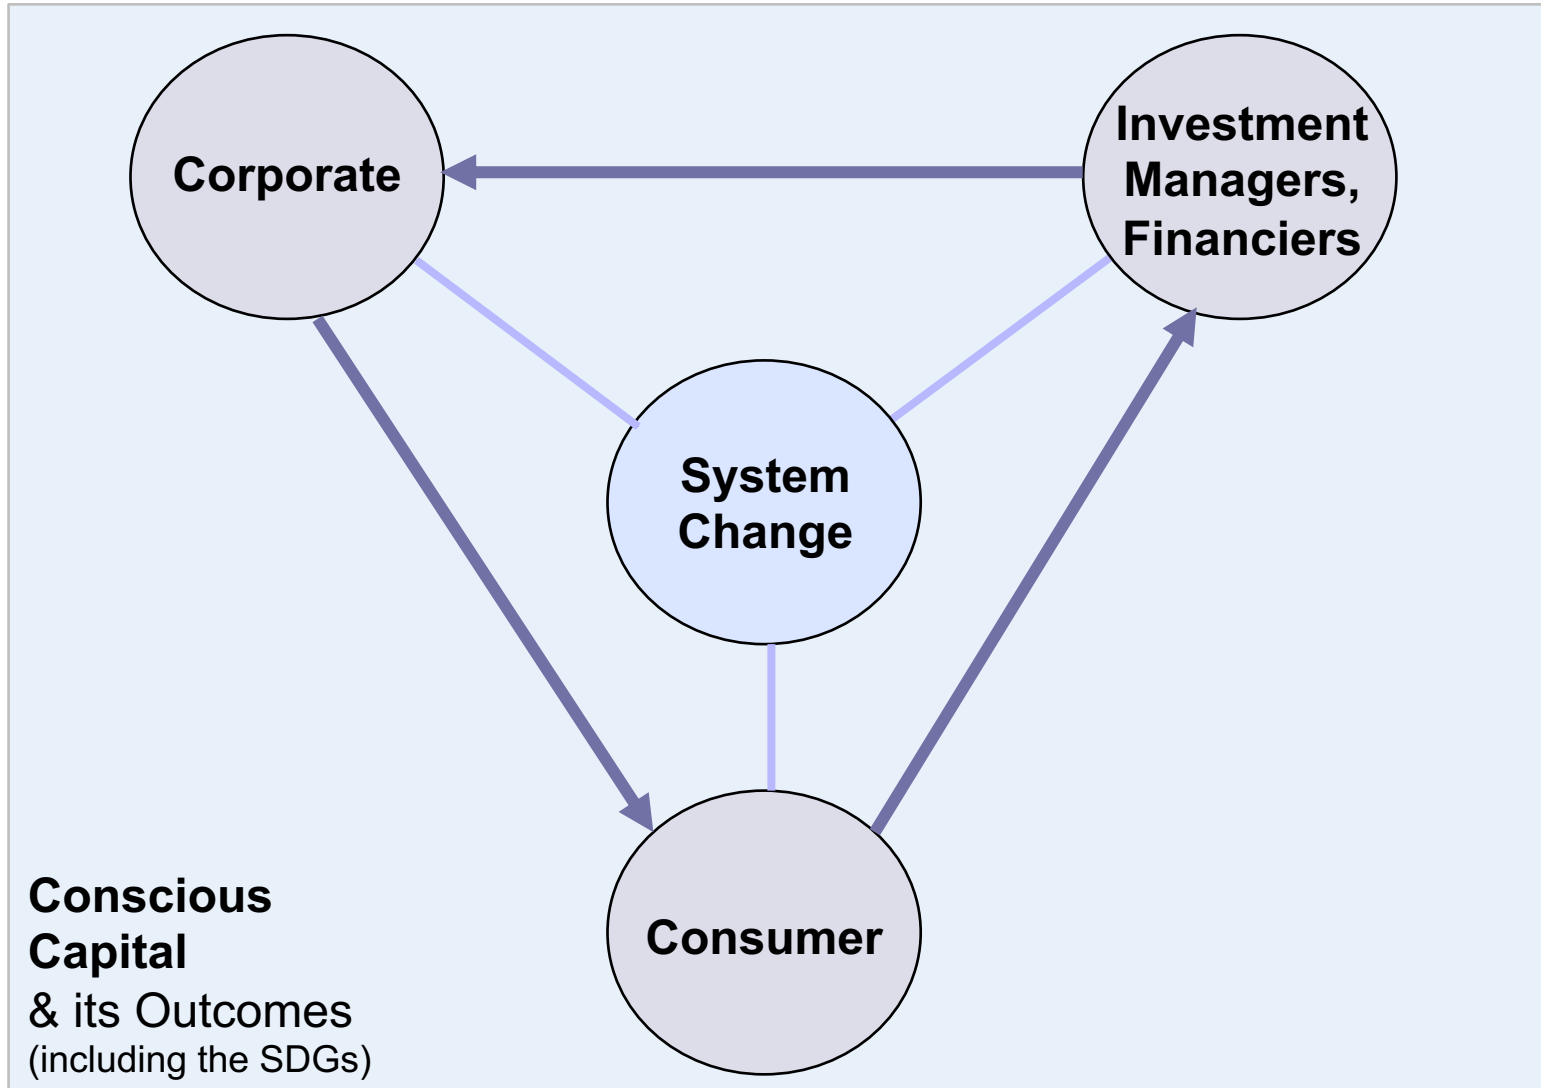 Corporate
Investment
Managers,
Financiers
System
Change
Consumer
Conscious
Capital
& its Outcomes
(including the SDGs)